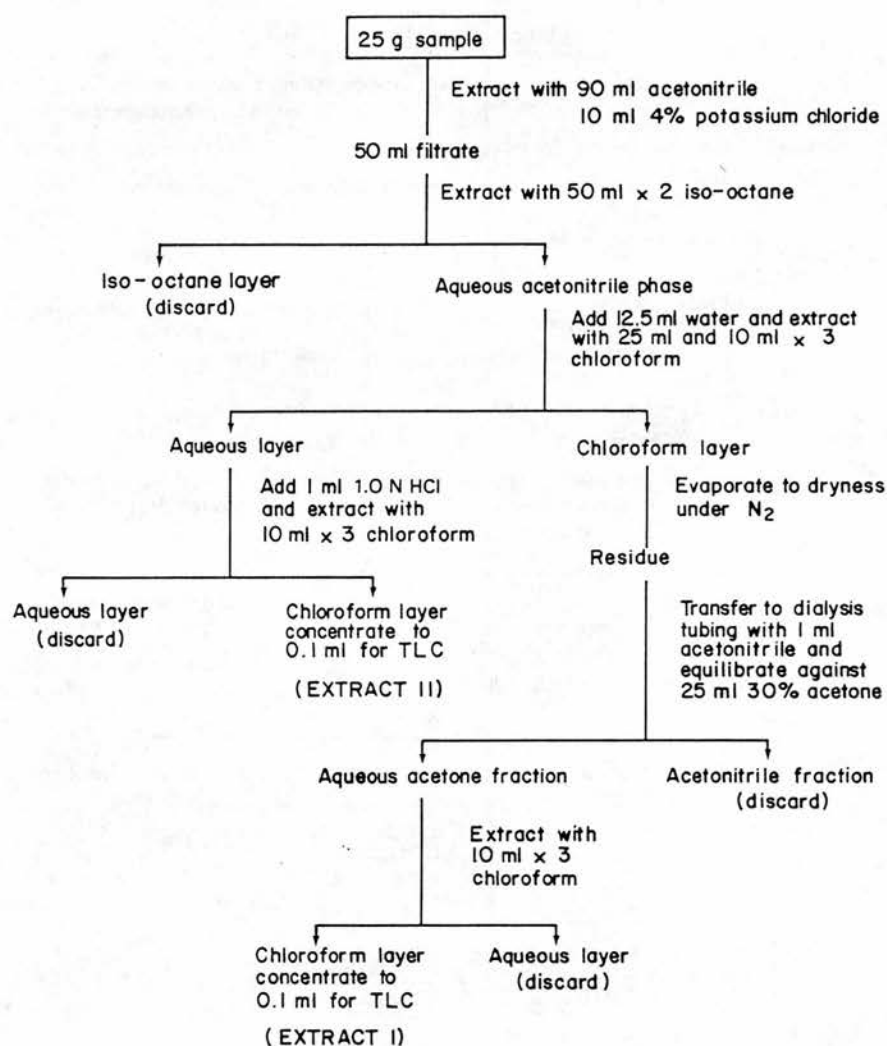 25 g sample
Extract with 90 ml acetonitrile
10 ml 4% potassium chloride
50 ml filtrate
Extract with 50 ml × 2 iso-octane
Iso-octane layer
(discard)
Aqueous acetonitrile phase
Add 12.5 ml water and extract
with 25 ml and 10 ml × 3
chloroform
Aqueous layer
Chloroform layer
Add 1 ml 1.0 N HCl
and extract with
10 ml × 3 chloroform
Evaporate to dryness
under N2
Residue
Aqueous layer
(discard)
Chloroform layer
concentrate to
0.1 ml for TLC
(EXTRACT II)
Transfer to dialysis
tubing with 1 ml
acetonitrile and
equilibrate against
25 ml 30% acetone
Aqueous acetone fraction
Acetonitrile fraction
(discard)
Extract with
10 ml × 3
chloroform
Chloroform layer
concentrate to
0.1 ml for TLC
(EXTRACT I)
Aqueous layer
(discard)